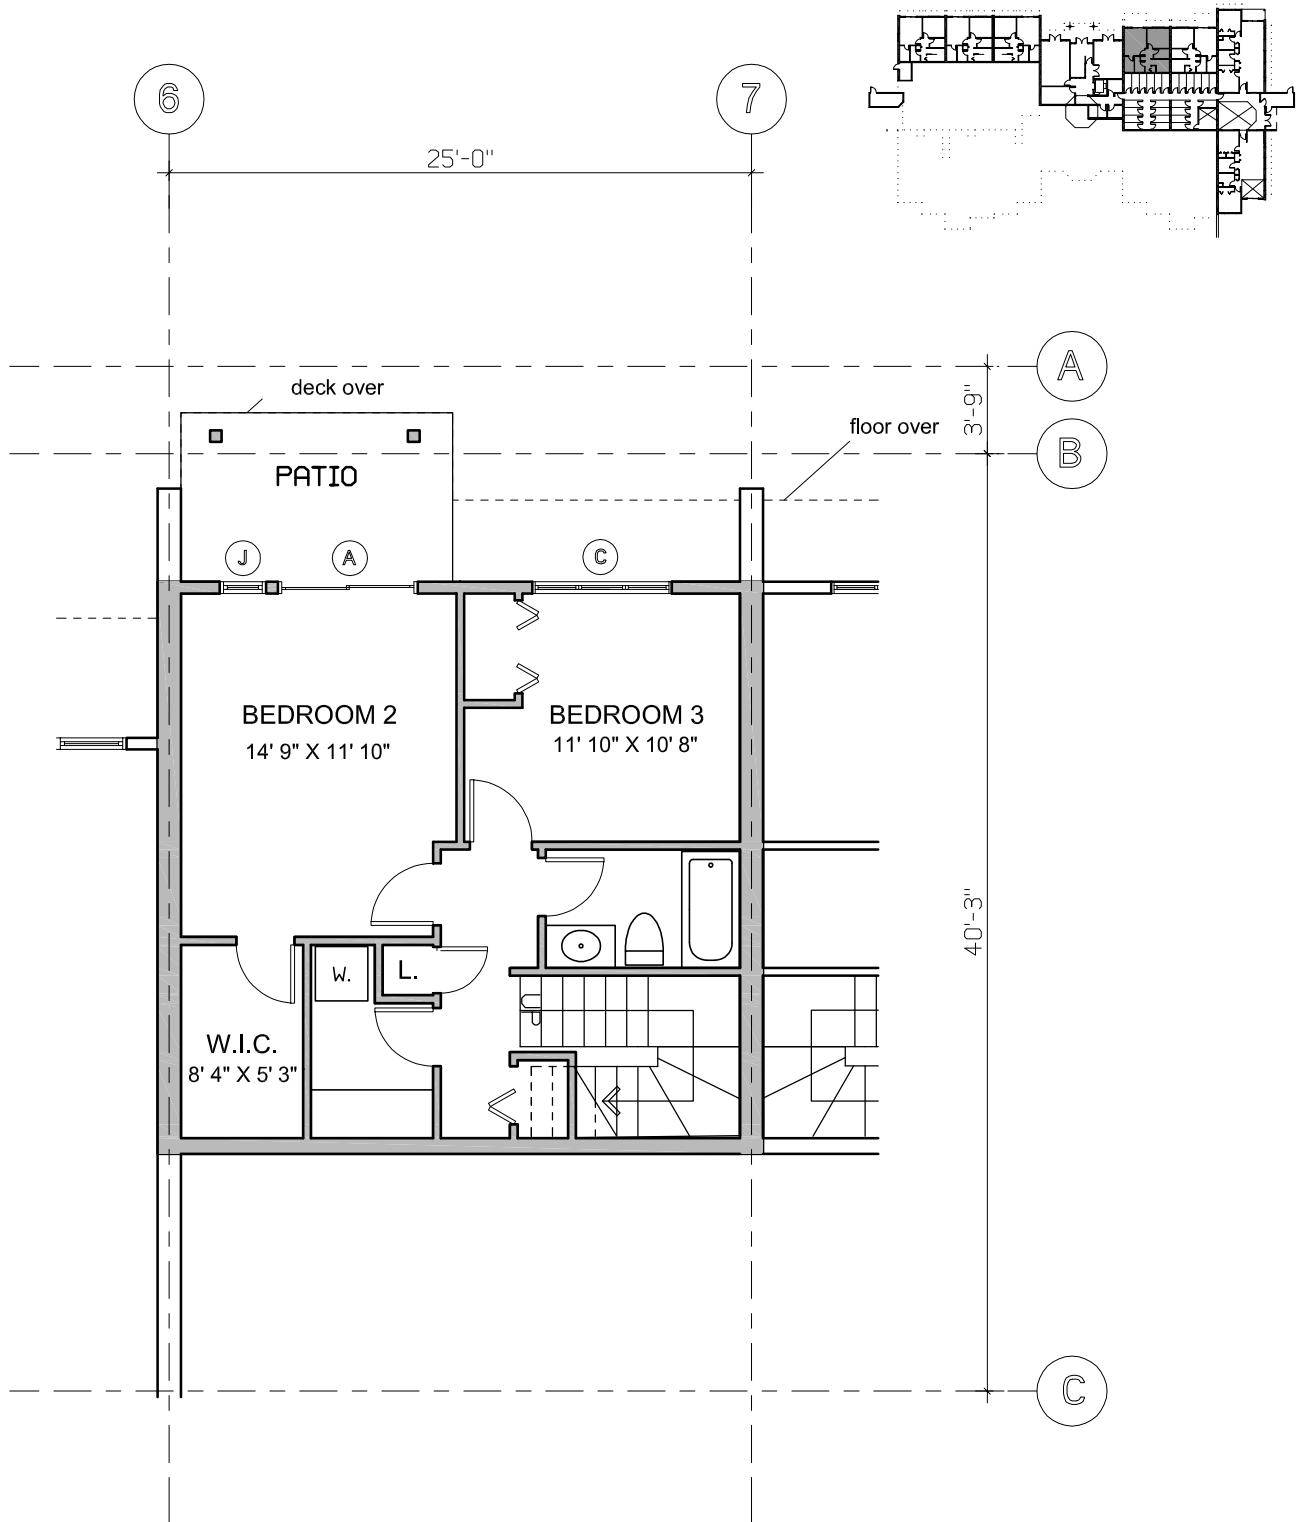 6
7
25'-0"
A
deck over
3'-9"
floor over
B
PATIO
J
A
C
BEDROOM 2
14' 9" X 11' 10"
BEDROOM 3
11' 10" X 10' 8"
40'-3"
W.
L.
W.I.C.
8' 4" X 5' 3"
C